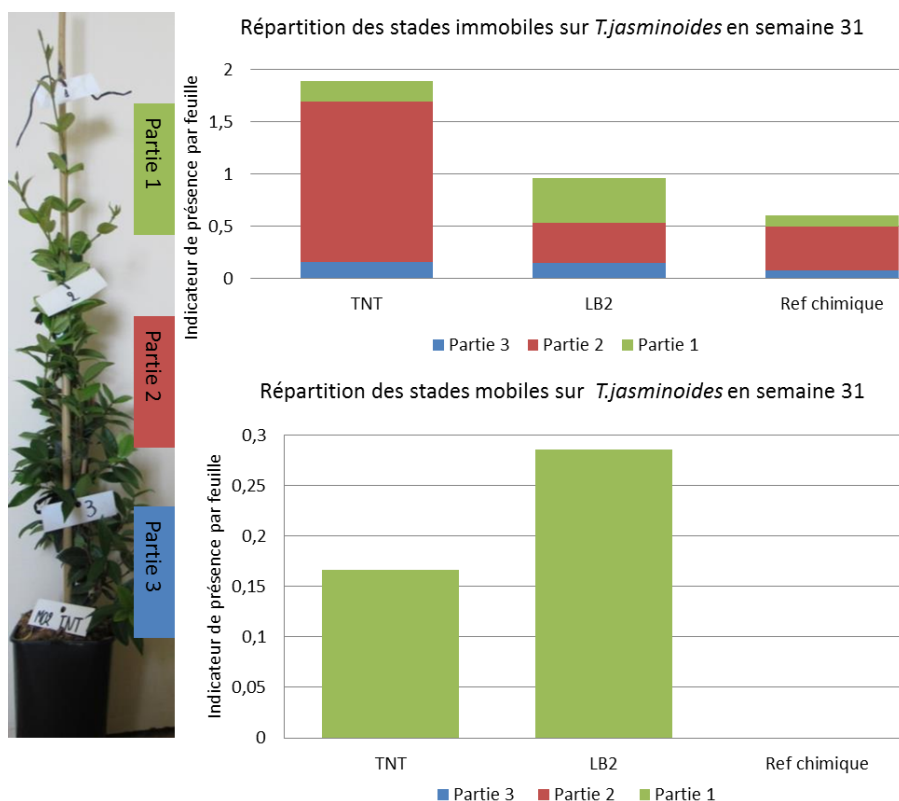 Répartition des stades immobiles sur T.jasminoides en semaine 31
Indicateur de présence par feuille
2
1,5
1
0,5
0
TNT
LB2
Ref chimique
Partie 3
Partie 2
Partie 1
Répartition des stades mobiles sur T.jasminoides en semaine 31
Indicateur de présence par feuille
0,3
0,25
0,2
0,15
0,1
0,05
0
TNT
LB2
Ref chimique
Partie 3
Partie 2
Partie 1
Partie 1
Partie 2
Partie 3
1
2
3
M02 TNT